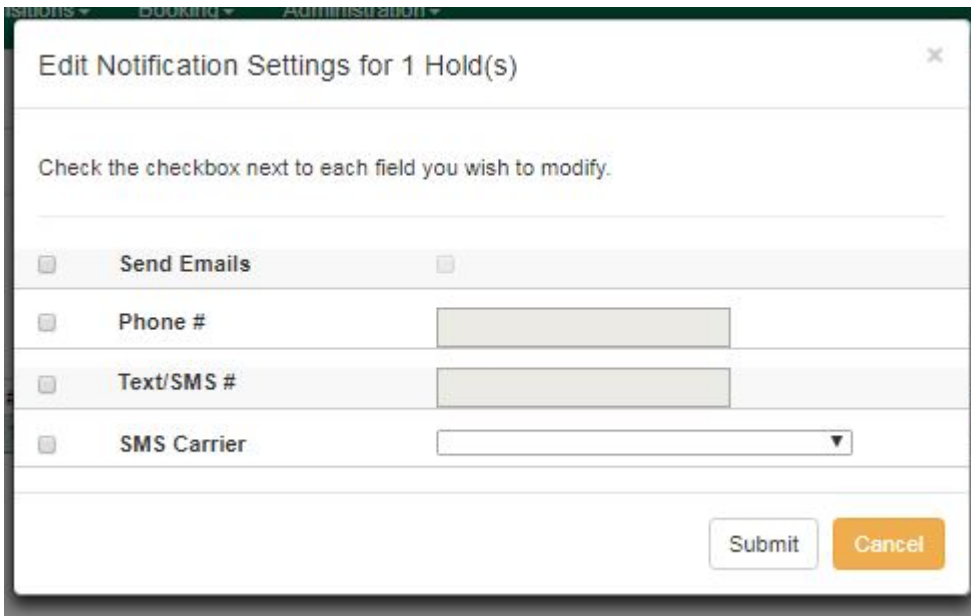 Booking Administration
Edit Notification Settings for 1 Hold(s) ×
Check the checkbox next to each field you wish to modify.
Send Emails
Phone #
Text/SMS #
SMS Carrier
Submit Cancel